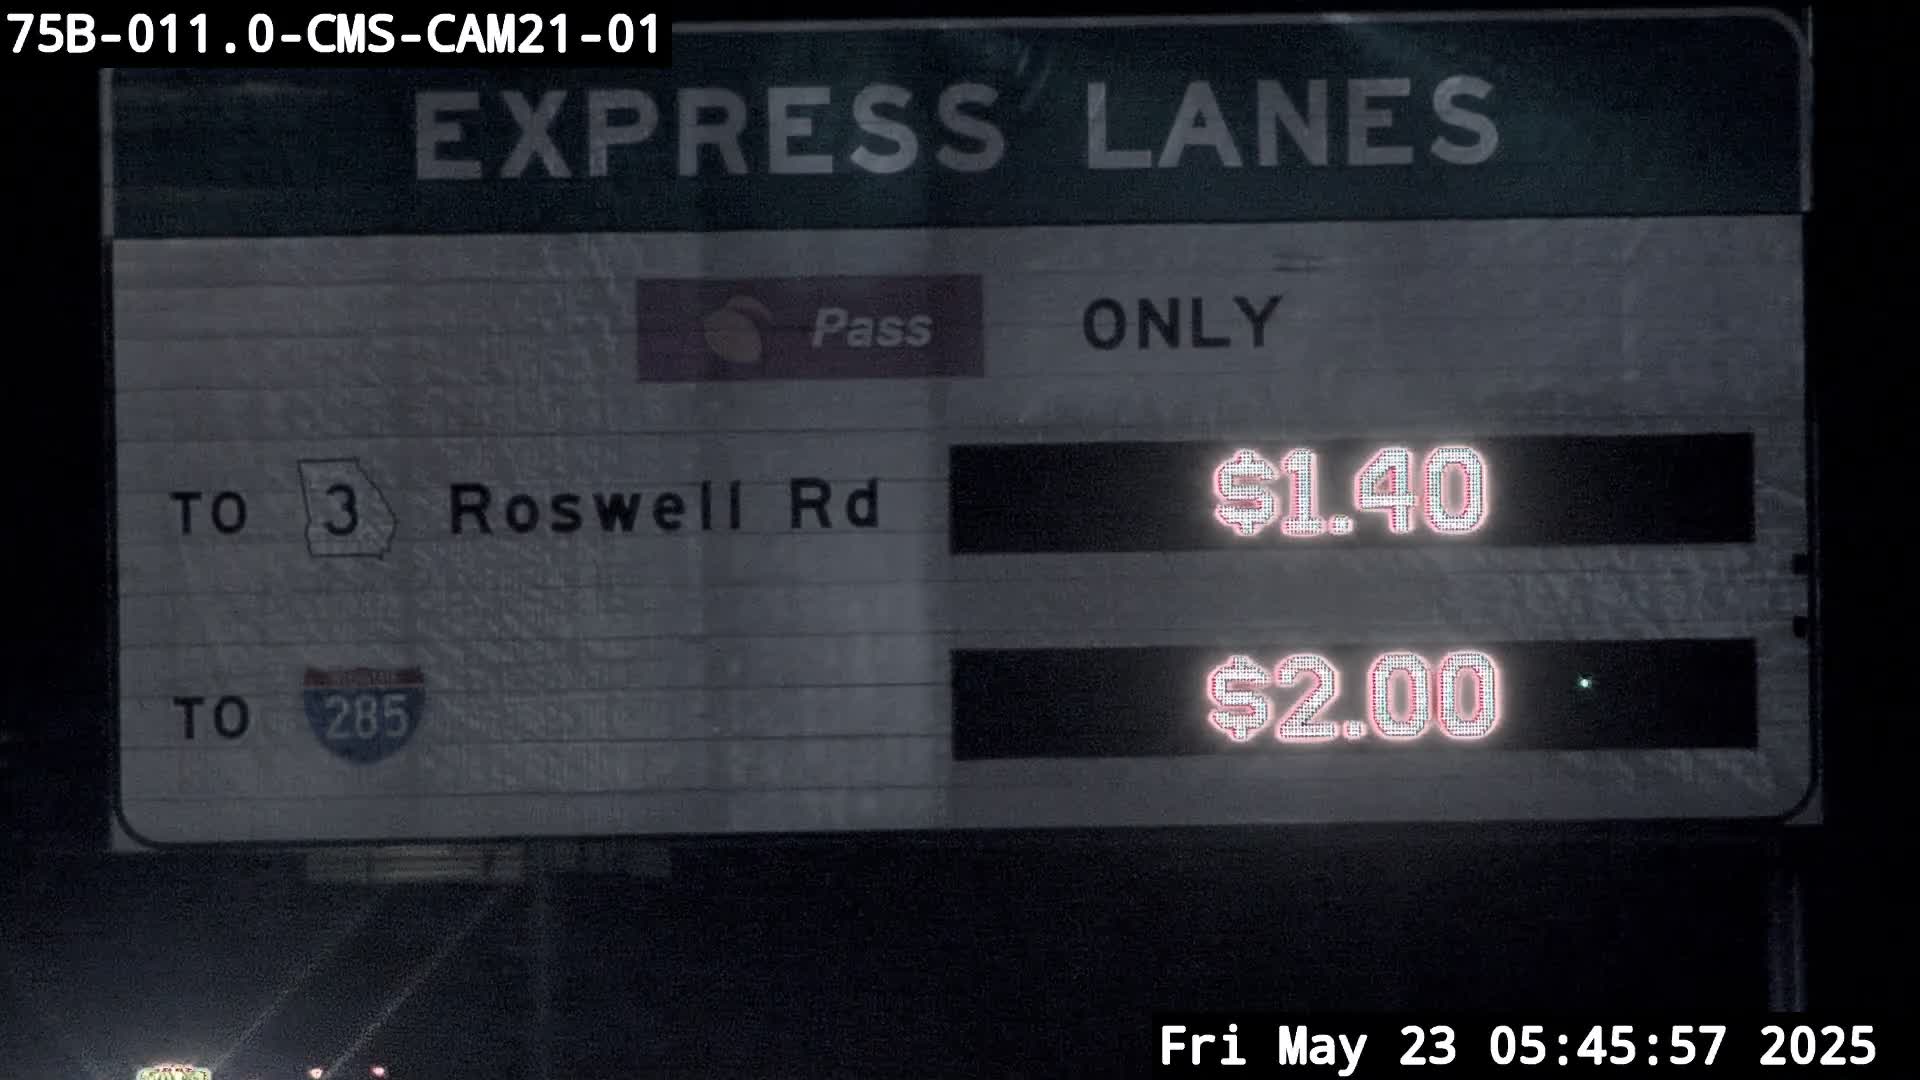 75B-011.0-CMS-CAM21-01
EXPRESS LANES
Pass ONLY
TO 3 Roswell Rd $1.40
TO 285 $2.00
Fri May 23 05:45:57 2025